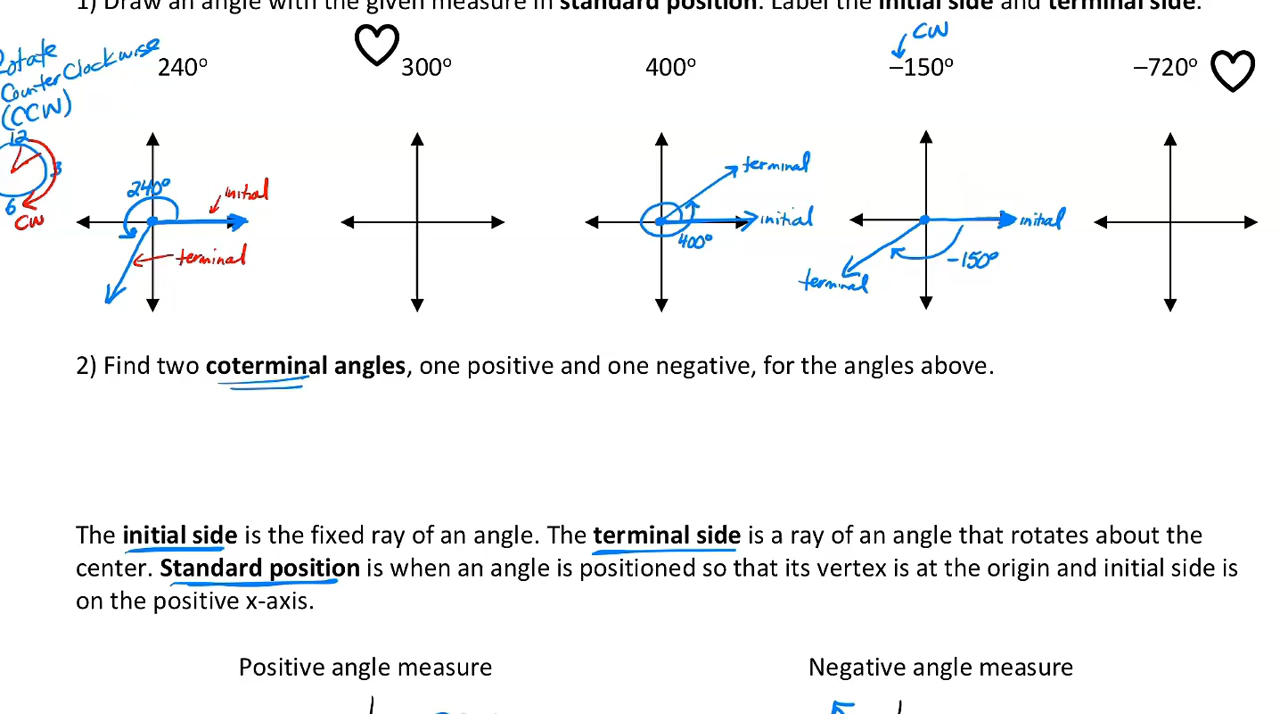 1) Draw an angle with the given measure in standard position. Label the initial side and terminal side.
Rotate
Counter Clockwise
(CCW)
12
3
6
CW
240°
300°
400°
CW
–150°
–720°
240°
initial
terminal
terminal
initial
400°
initial
-150°
terminal
2) Find two coterminal angles, one positive and one negative, for the angles above.
The initial side is the fixed ray of an angle. The terminal side is a ray of an angle that rotates about the
center. Standard position is when an angle is positioned so that its vertex is at the origin and initial side is
on the positive x-axis.
Positive angle measure
Negative angle measure